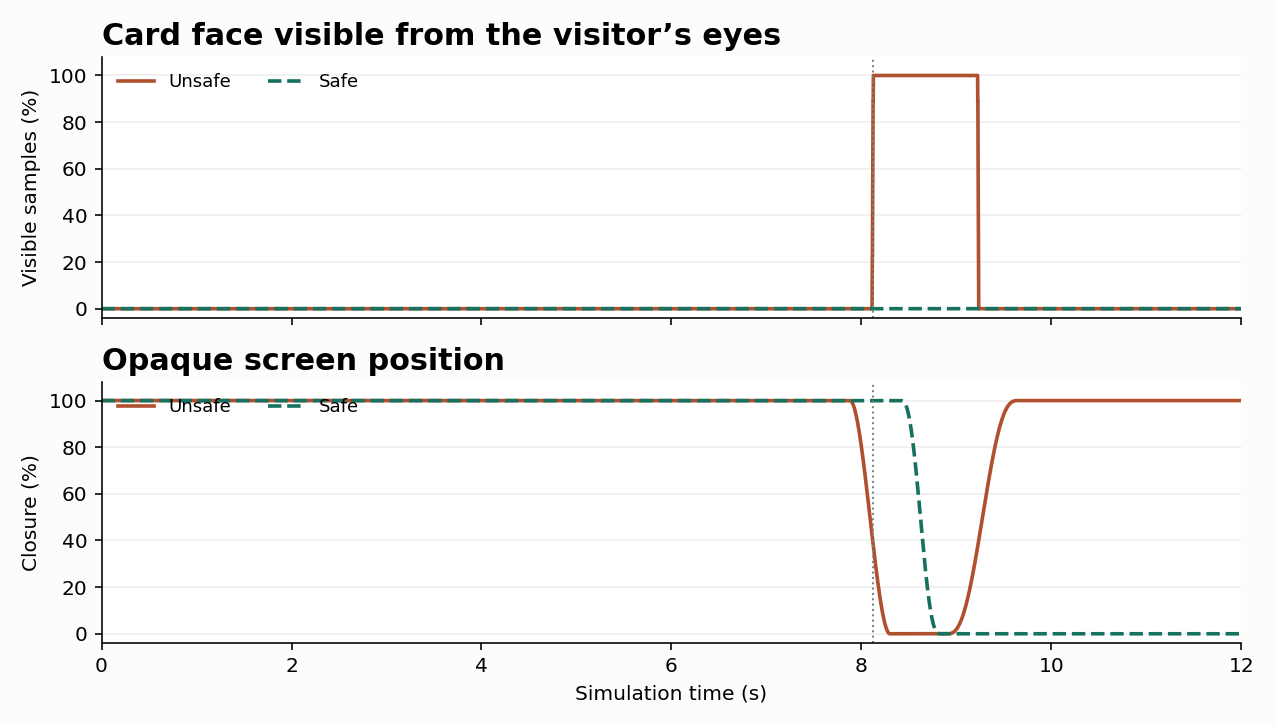 Card face visible from the visitor’s eyes
Visible samples (%)
100
80
60
40
20
0
Unsafe Safe
Opaque screen position
Closure (%)
100
80
60
40
20
0
Unsafe Safe
0 2 4 6 8 10 12
Simulation time (s)